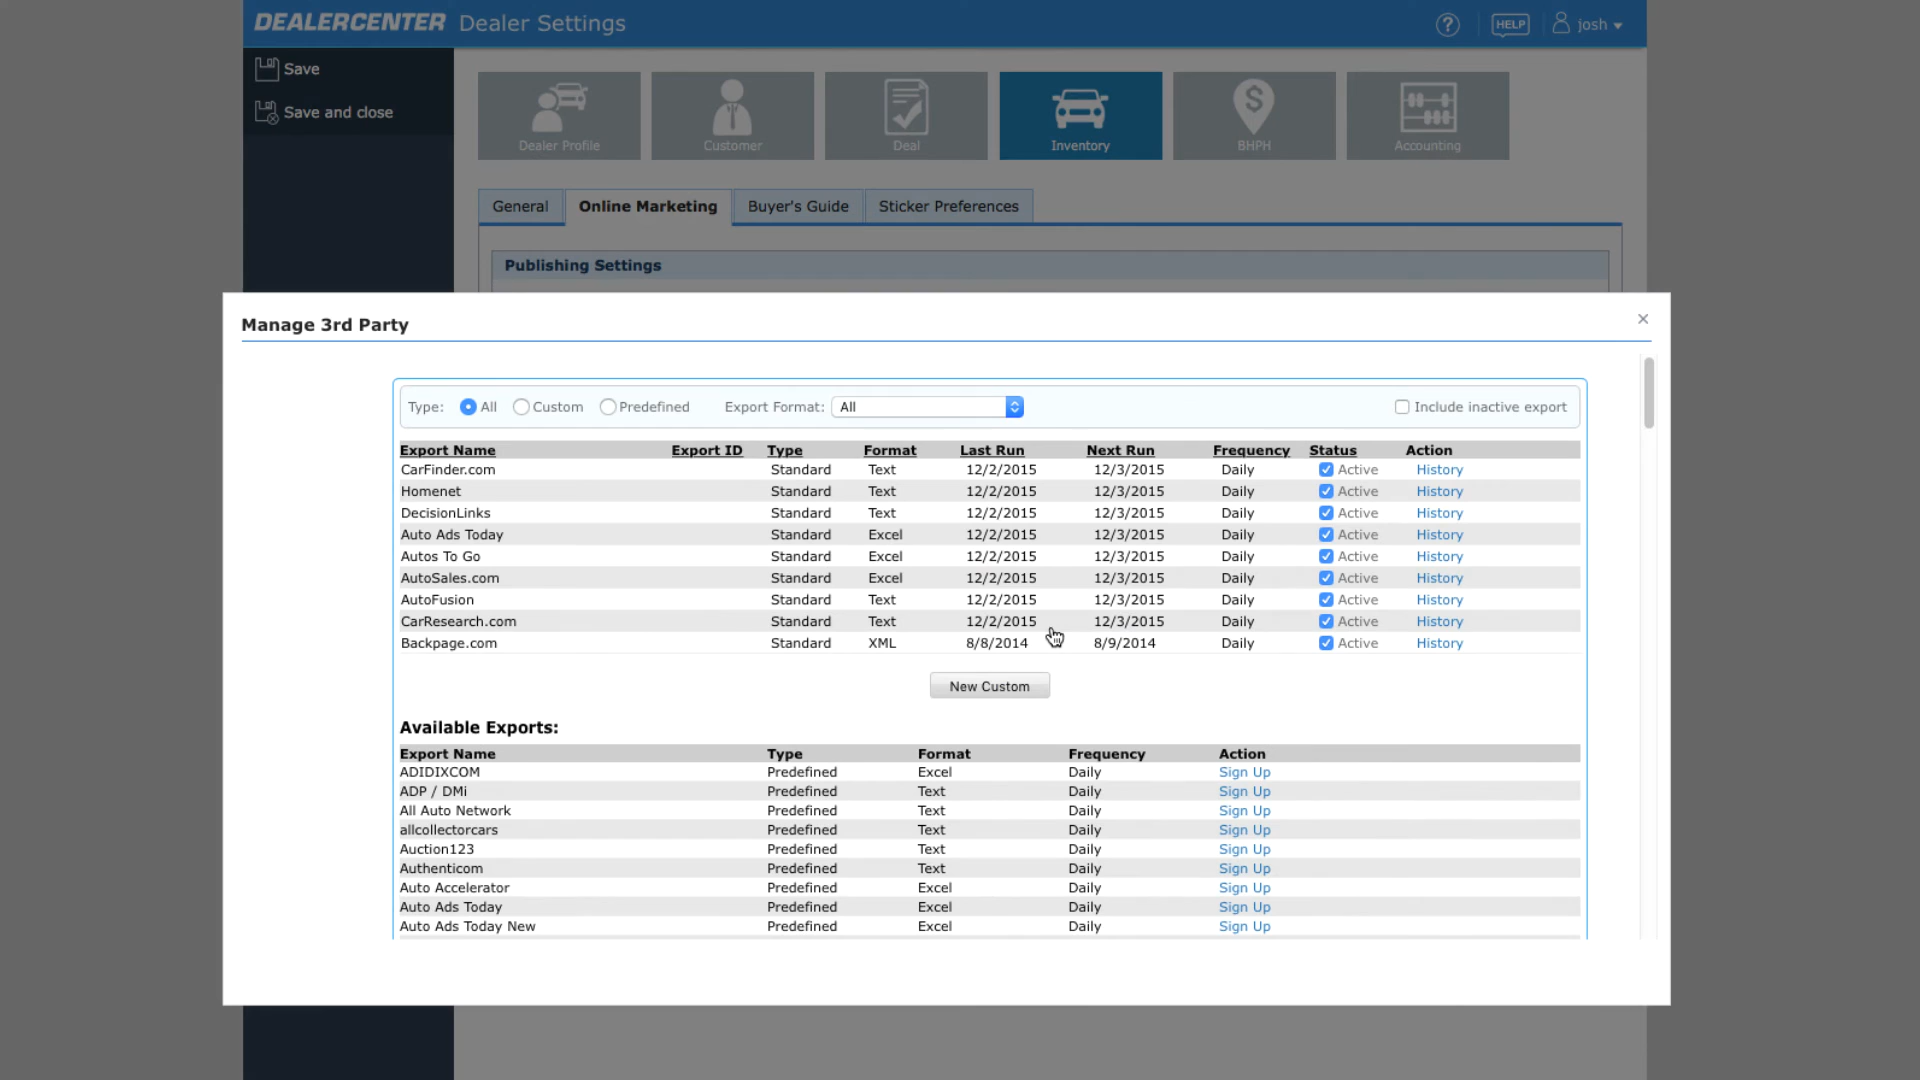 DEALERCENTER Dealer Settings ? HELP josh
Save
Save and close
Dealer Profile Customer Deal Inventory BHPH Accounting
General Online Marketing Buyer's Guide Sticker Preferences
Publishing Settings
Manage 3rd Party ×
Type: All Custom Predefined Export Format: All Include inactive export
Export Name Export ID Type Format Last Run Next Run Frequency Status Action
CarFinder.com Standard Text 12/2/2015 12/3/2015 Daily Active History
Homenet Standard Text 12/2/2015 12/3/2015 Daily Active History
DecisionLinks Standard Text 12/2/2015 12/3/2015 Daily Active History
Auto Ads Today Standard Excel 12/2/2015 12/3/2015 Daily Active History
Autos To Go Standard Excel 12/2/2015 12/3/2015 Daily Active History
AutoSales.com Standard Excel 12/2/2015 12/3/2015 Daily Active History
AutoFusion Standard Text 12/2/2015 12/3/2015 Daily Active History
CarResearch.com Standard Text 12/2/2015 12/3/2015 Daily Active History
Backpage.com Standard XML 8/8/2014 8/9/2014 Daily Active History
New Custom
Available Exports:
Export Name Type Format Frequency Action
ADIDIXCOM Predefined Excel Daily Sign Up
ADP / DMi Predefined Text Daily Sign Up
All Auto Network Predefined Text Daily Sign Up
allcollectorcars Predefined Text Daily Sign Up
Auction123 Predefined Text Daily Sign Up
Authenticom Predefined Text Daily Sign Up
Auto Accelerator Predefined Excel Daily Sign Up
Auto Ads Today Predefined Excel Daily Sign Up
Auto Ads Today New Predefined Excel Daily Sign Up